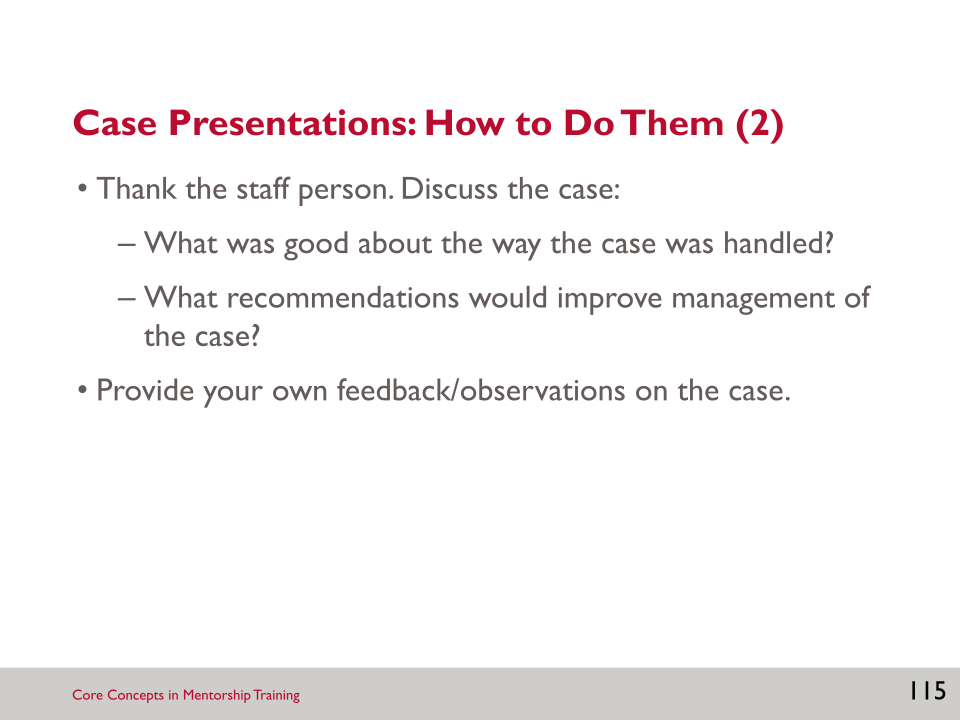 Case Presentations: How to Do Them (2)
• Thank the staff person. Discuss the case:
– What was good about the way the case was handled?
– What recommendations would improve management of
the case?
• Provide your own feedback/observations on the case.
Core Concepts in Mentorship Training
115